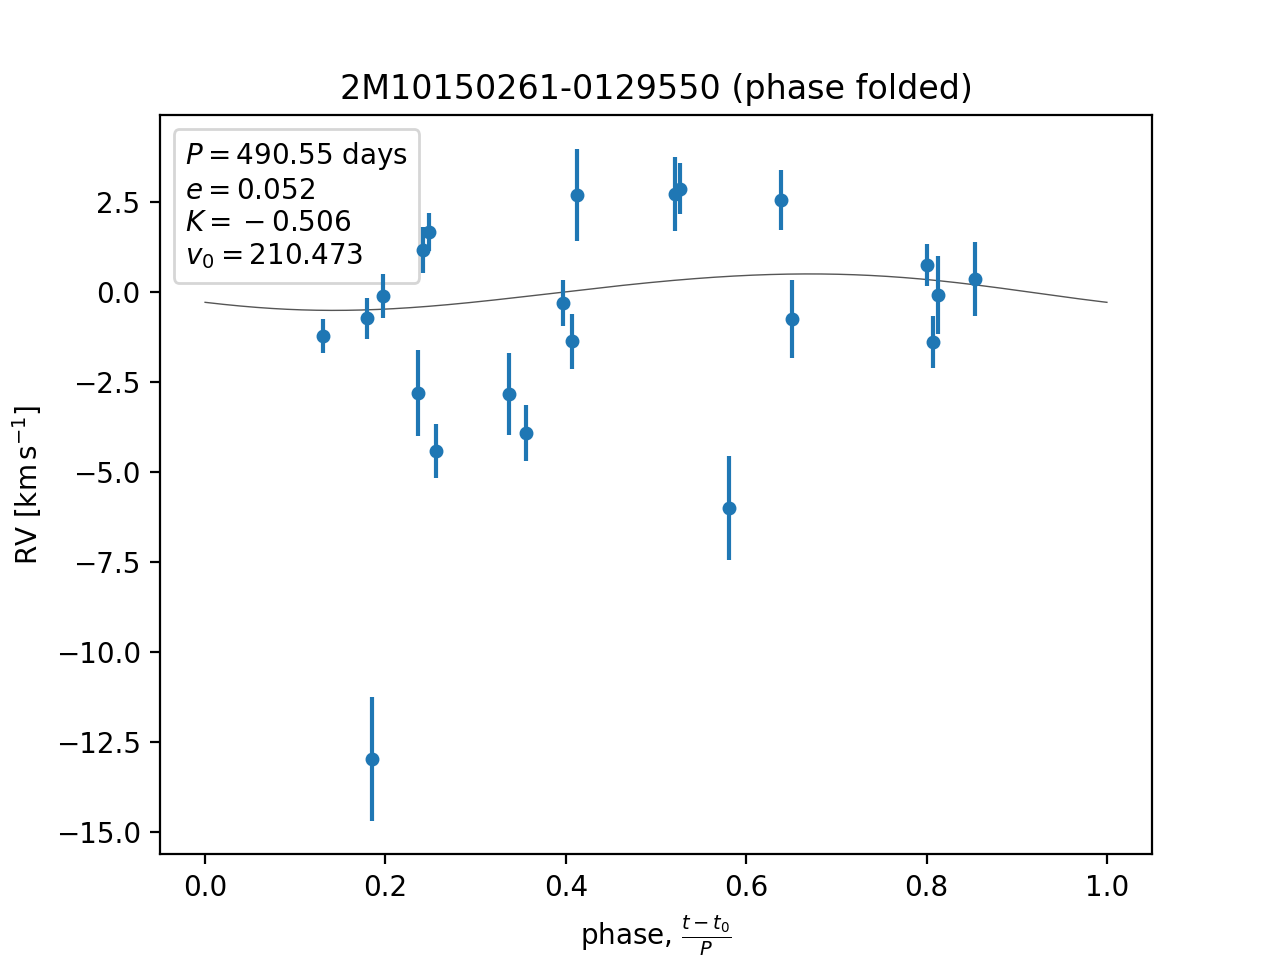 2M10150261-0129550 (phase folded)
P = 490.55 days
e = 0.052
K = −0.506
v₀ = 210.473
2.5
0.0
−2.5
−5.0
−7.5
−10.0
−12.5
−15.0
RV [km s⁻¹]
0.0 0.2 0.4 0.6 0.8 1.0
phase, (t − t₀)/P